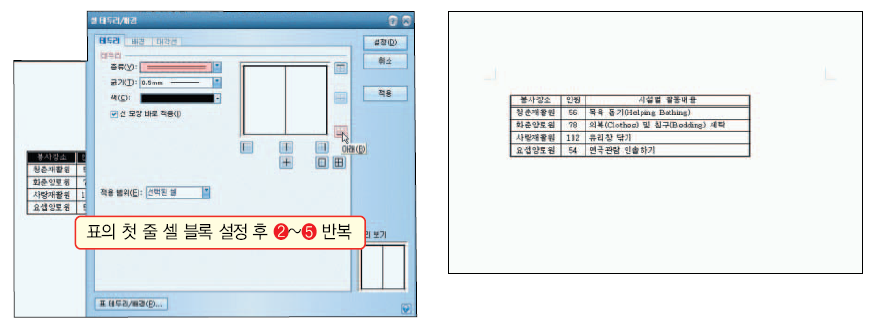 셀 테두리/배경
테두리 배경 대각선
설정(D)
테두리
종류(Y):
취소
굵기(T): 0.5mm
색(C):
적용
선 모양 바로 적용(I)
아래(B)
적용 범위(E): 선택된 셀
봉사장소
청춘재활원
화춘양로원
사랑재활원
요셉양로원
표의 첫 줄 셀 블록 설정 후 ❷~❺ 반복
리 보기
표 테두리/배경(P)...
봉사장소 인원 시설별 활동내용
청춘재활원 56 목욕 돕기(Helping Bathing)
화춘양로원 78 의복(Clothes) 및 침구(Bedding) 세탁
사랑재활원 132 유리창 닦기
요셉양로원 54 연극관람 인솔하기